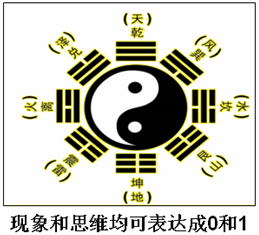 (天)
乾
(泽)
兑
(风)
巽
(火)
离
(水)
坎
(雷)
震
(山)
艮
坤
(地)
现象和思维均可表达成0和1